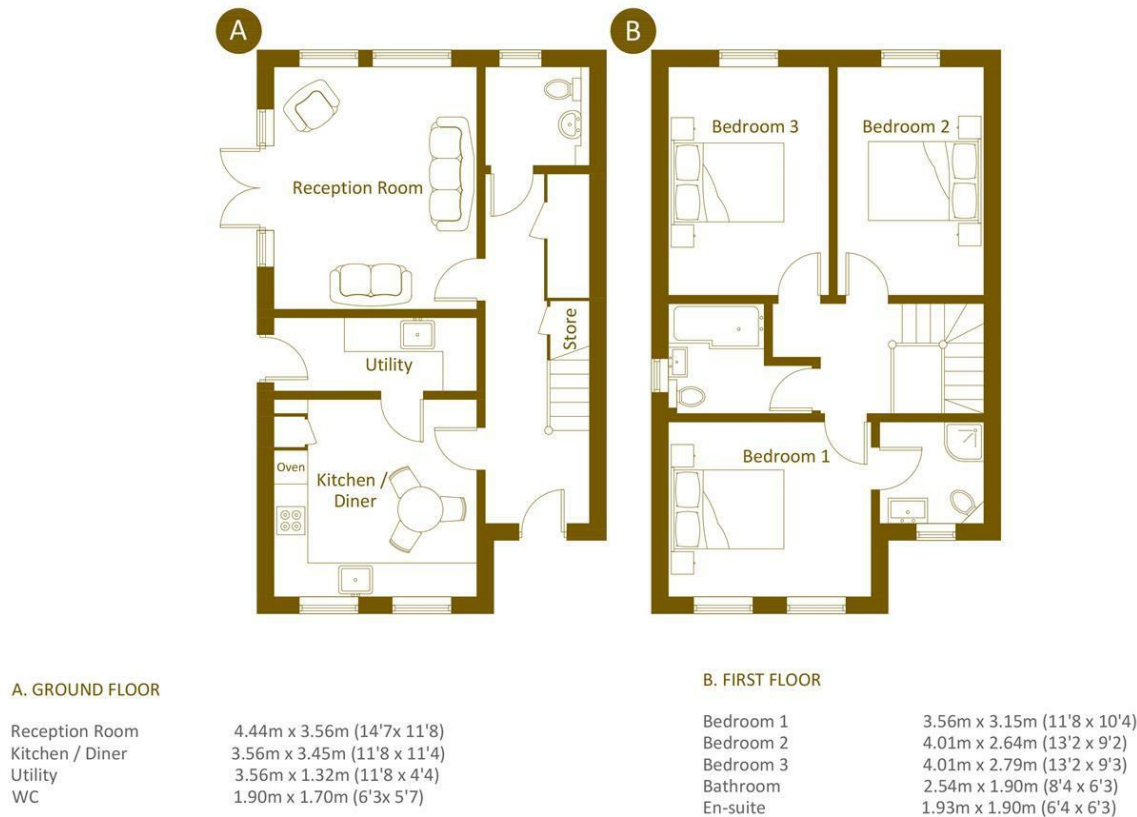 A
B
Reception Room
Bedroom 3
Bedroom 2
Store
Utility
Oven
Kitchen /
Diner
Bedroom 1
A. GROUND FLOOR
Reception Room 4.44m x 3.56m (14'7x 11'8)
Kitchen / Diner 3.56m x 3.45m (11'8 x 11'4)
Utility 3.56m x 1.32m (11'8 x 4'4)
WC 1.90m x 1.70m (6'3x 5'7)
B. FIRST FLOOR
Bedroom 1 3.56m x 3.15m (11'8 x 10'4)
Bedroom 2 4.01m x 2.64m (13'2 x 9'2)
Bedroom 3 4.01m x 2.79m (13'2 x 9'3)
Bathroom 2.54m x 1.90m (8'4 x 6'3)
En-suite 1.93m x 1.90m (6'4 x 6'3)